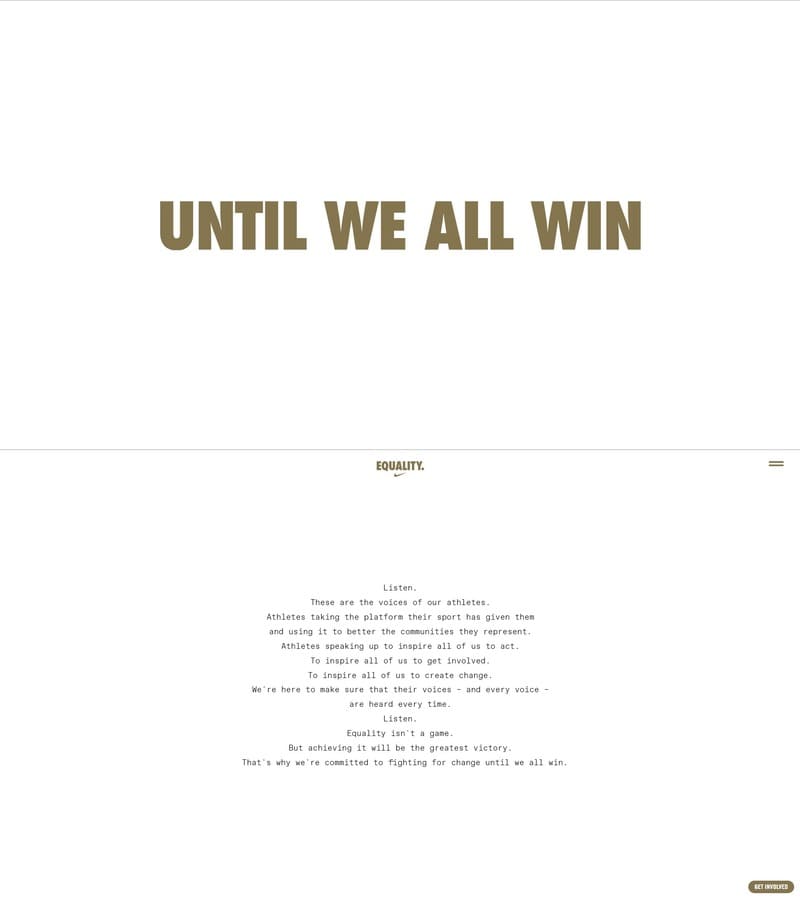 UNTIL WE ALL WIN
EQUALITY.
Listen.
These are the voices of our athletes.
Athletes taking the platform their sport has given them
and using it to better the communities they represent.
Athletes speaking up to inspire all of us to act.
To inspire all of us to get involved.
To inspire all of us to create change.
We're here to make sure that their voices – and every voice –
are heard every time.
Listen.
Equality isn't a game.
But achieving it will be the greatest victory.
That's why we're committed to fighting for change until we all win.
GET INVOLVED